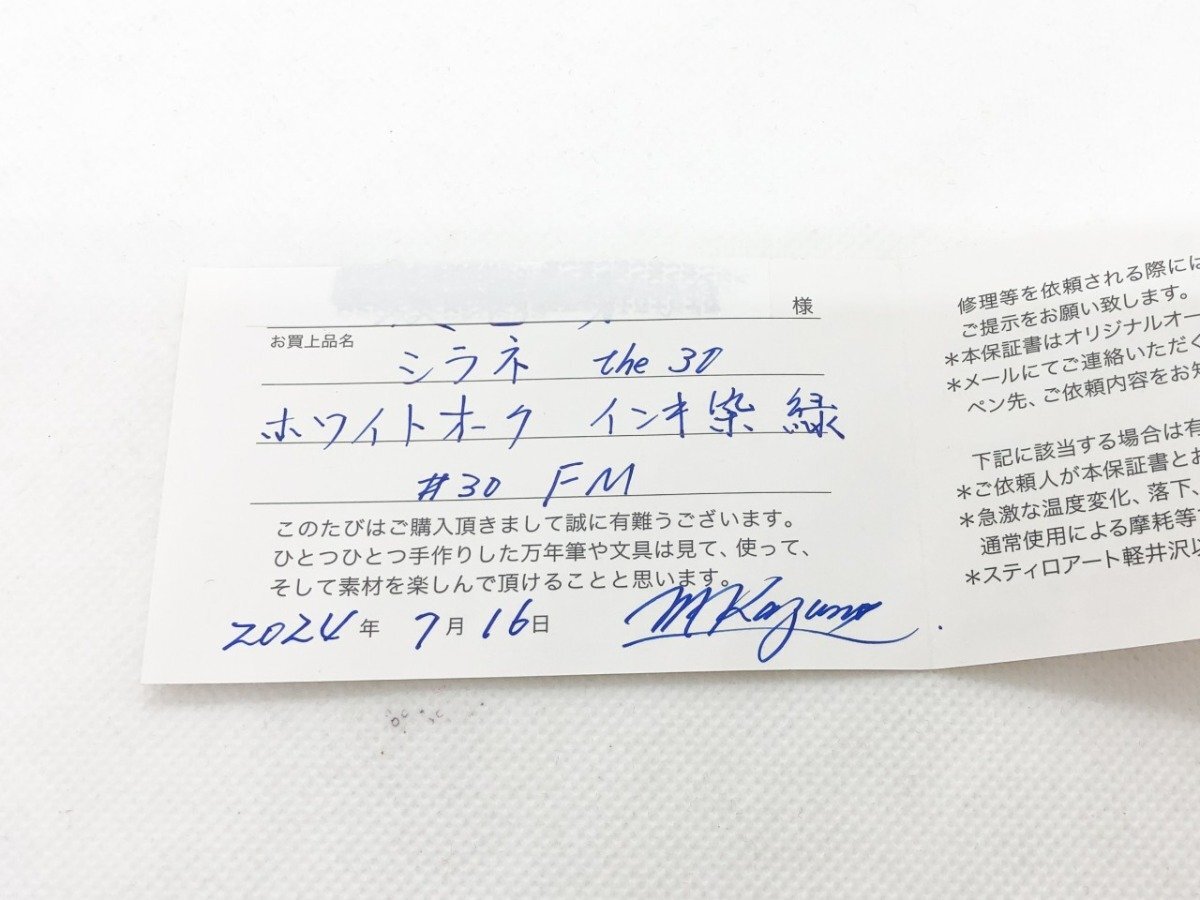 様
お買上品名
シラネ the 30
ホワイトオーク インキ染 緑
#30 FM
このたびはご購入頂きまして誠に有難うございます。
ひとつひとつ手作りした万年筆や文具は見て、使って、
そして素材を楽しんで頂けることと思います。
2024年 7月16日
修理等を依頼される際には
ご提示をお願い致します。
*本保証書はオリジナルオー
*メールにてご連絡いただく
ペン先、ご依頼内容をお知
下記に該当する場合は有
*ご依頼人が本保証書とお
*急激な温度変化、落下、
通常使用による摩耗等
*スティロアート軽井沢以